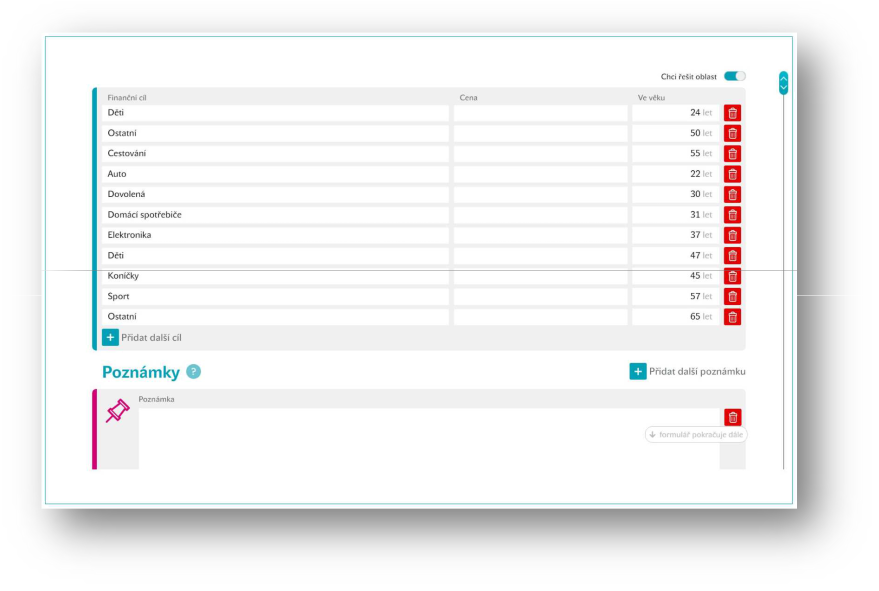 Chci řešit oblast
Finanční cíl Cena Ve věku
Děti 24 let
Ostatní 50 let
Cestování 55 let
Auto 22 let
Dovolená 30 let
Domácí spotřebiče 31 let
Elektronika 37 let
Děti 47 let
Koníčky 45 let
Sport 57 let
Ostatní 65 let
+ Přidat další cíl
Poznámky ? + Přidat další poznámku
Poznámka
formulář pokračuje dále